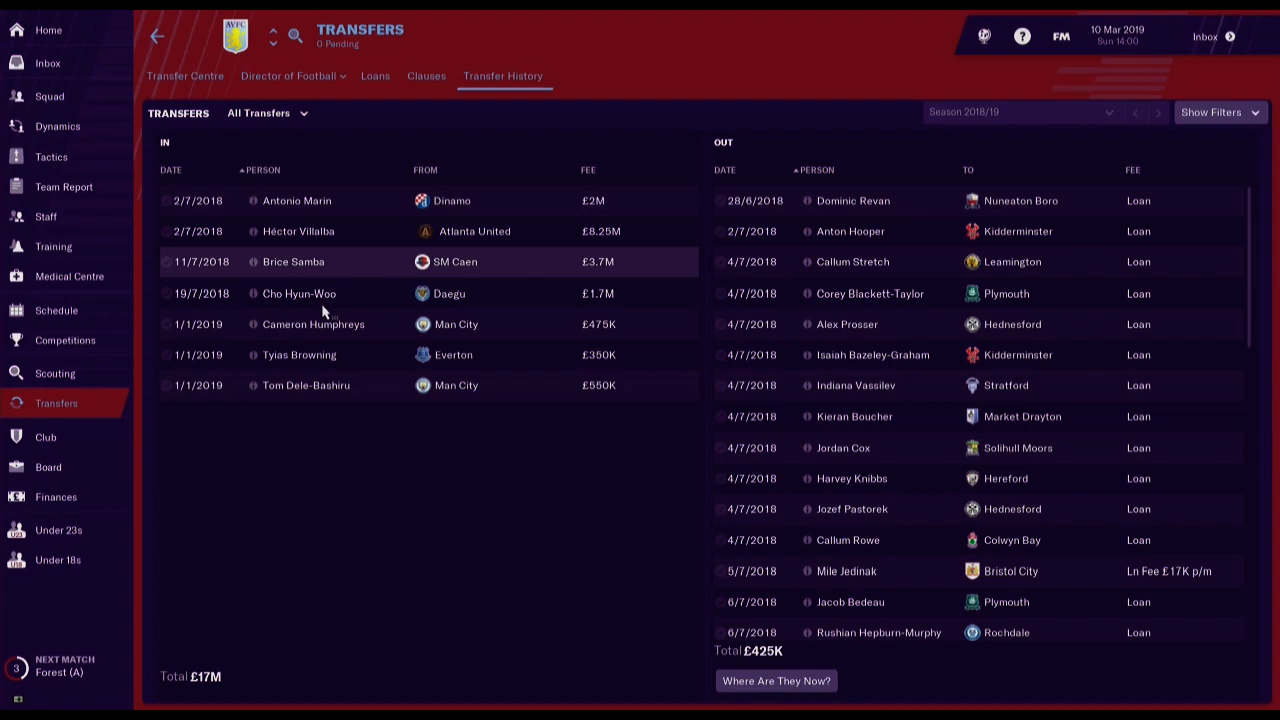 Home
Inbox
Squad
Dynamics
Tactics
Team Report
Staff
Training
Medical Centre
Schedule
Competitions
Scouting
Transfers
Club
Board
Finances
U23 Under 23s
U18 Under 18s
3 NEXT MATCH
Forest (A)
AVFC
TRANSFERS
0 Pending
? FM 10 Mar 2019
Sun 14:00
Inbox
Transfer Centre Director of Football Loans Clauses Transfer History
TRANSFERS All Transfers Season 2018/19 Show Filters
IN
DATE PERSON FROM FEE
2/7/2018 Antonio Marin Dinamo £2M
2/7/2018 Héctor Villalba Atlanta United £8.25M
11/7/2018 Brice Samba SM Caen £3.7M
19/7/2018 Cho Hyun-Woo Daegu £1.7M
1/1/2019 Cameron Humphreys Man City £475K
1/1/2019 Tyias Browning Everton £350K
1/1/2019 Tom Dele-Bashiru Man City £550K
Total £17M
OUT
DATE PERSON TO FEE
28/6/2018 Dominic Revan Nuneaton Boro Loan
2/7/2018 Anton Hooper Kidderminster Loan
4/7/2018 Callum Stretch Leamington Loan
4/7/2018 Corey Blackett-Taylor Plymouth Loan
4/7/2018 Alex Prosser Hednesford Loan
4/7/2018 Isaiah Bazeley-Graham Kidderminster Loan
4/7/2018 Indiana Vassilev Stratford Loan
4/7/2018 Kieran Boucher Market Drayton Loan
4/7/2018 Jordan Cox Solihull Moors Loan
4/7/2018 Harvey Knibbs Hereford Loan
4/7/2018 Jozef Pastorek Hednesford Loan
4/7/2018 Callum Rowe Colwyn Bay Loan
5/7/2018 Mile Jedinak Bristol City Ln Fee £17K p/m
6/7/2018 Jacob Bedeau Plymouth Loan
6/7/2018 Rushian Hepburn-Murphy Rochdale Loan
Total £425K
Where Are They Now?